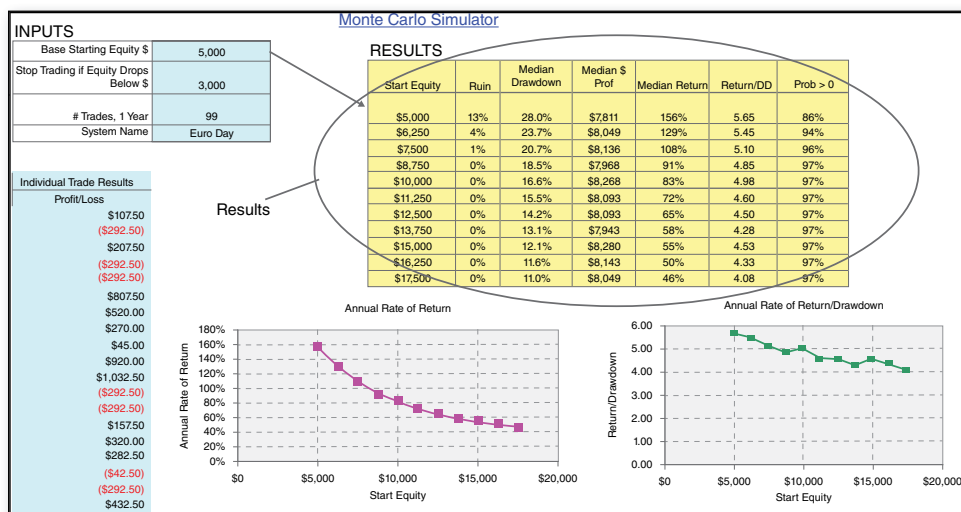 Monte Carlo Simulator
INPUTS
Base Starting Equity $ 5,000
Stop Trading if Equity Drops
Below $ 3,000
# Trades, 1 Year 99
System Name Euro Day
RESULTS
Start Equity Ruin Median Drawdown Median $ Prof Median Return Return/DD Prob > 0
$5,000 13% 28.0% $7,811 156% 5.65 86%
$6,250 4% 23.7% $8,049 129% 5.45 94%
$7,500 1% 20.7% $8,136 108% 5.10 96%
$8,750 0% 18.5% $7,968 91% 4.85 97%
$10,000 0% 16.6% $8,268 83% 4.98 97%
$11,250 0% 15.5% $8,093 72% 4.60 97%
$12,500 0% 14.2% $8,093 65% 4.50 97%
$13,750 0% 13.1% $7,943 58% 4.28 97%
$15,000 0% 12.1% $8,280 55% 4.53 97%
$16,250 0% 11.6% $8,143 50% 4.33 97%
$17,500 0% 11.0% $8,049 46% 4.08 97%
Results
Individual Trade Results
Profit/Loss
$107.50
($292.50)
$207.50
($292.50)
($292.50)
$807.50
$520.00
$270.00
$45.00
$920.00
$1,032.50
($292.50)
($292.50)
$157.50
$320.00
$282.50
($42.50)
($292.50)
$432.50
Annual Rate of Return
Annual Rate of Return
180%
160%
140%
120%
100%
80%
60%
40%
20%
0%
$0 $5,000 $10,000 $15,000 $20,000
Start Equity
Annual Rate of Return/Drawdown
Return/Drawdown
6.00
5.00
4.00
3.00
2.00
1.00
0.00
$0 $5,000 $10,000 $15,000 $20,000
Start Equity